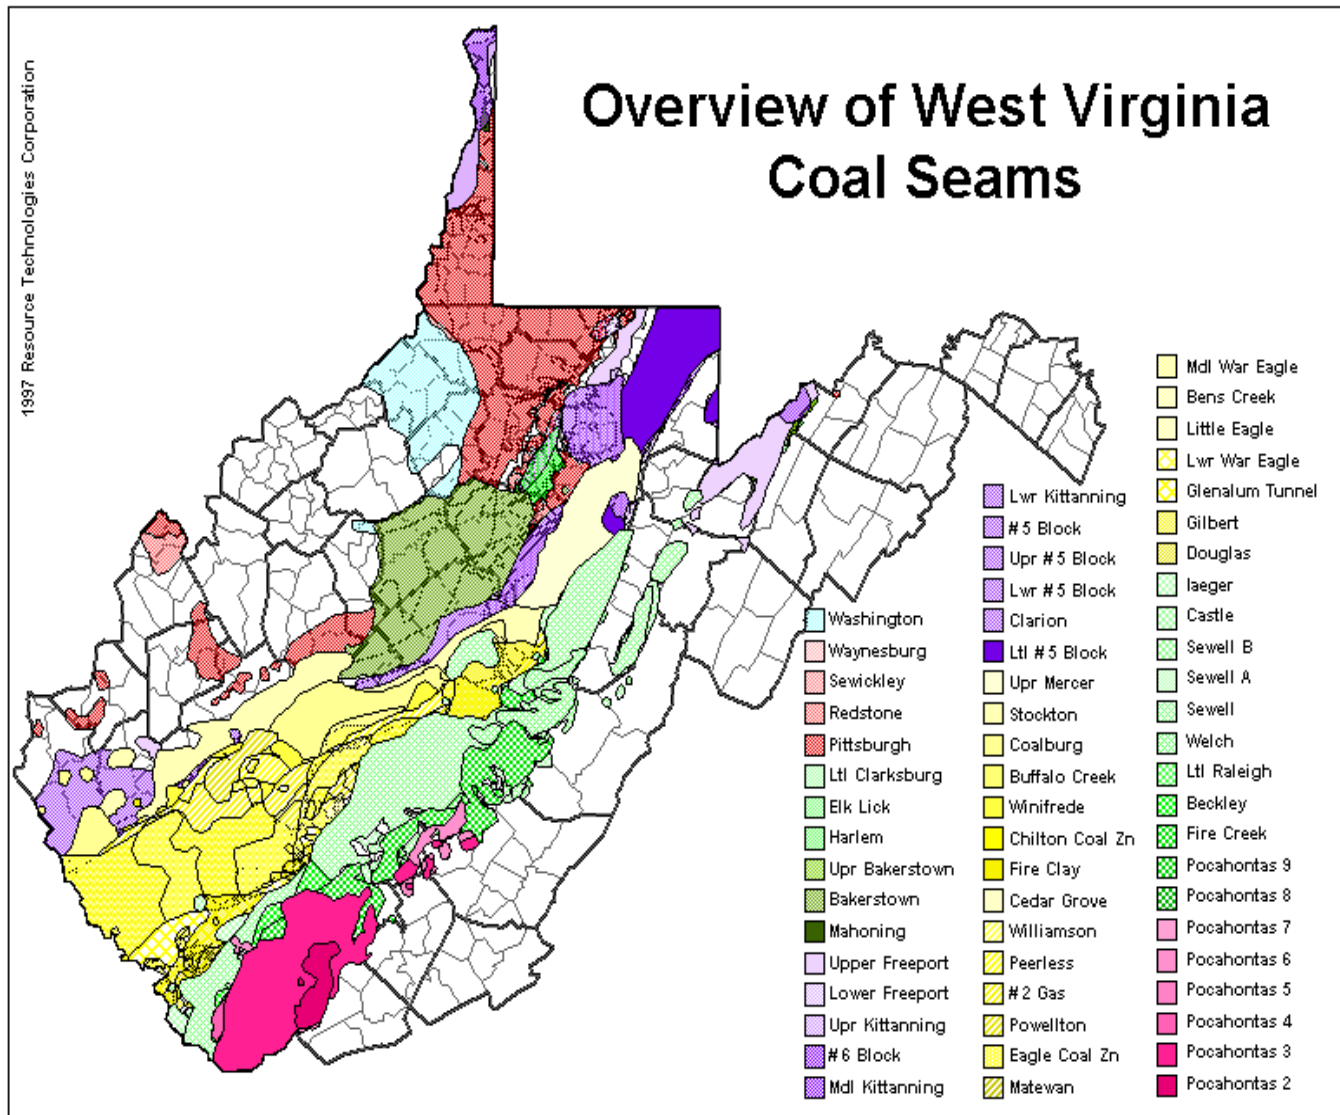 1997 Resource Technologies Corporation
Overview of West Virginia
Coal Seams
Washington
Waynesburg
Sewickley
Redstone
Pittsburgh
Ltl Clarksburg
Elk Lick
Harlem
Upr Bakerstown
Bakerstown
Mahoning
Upper Freeport
Lower Freeport
Upr Kittanning
#6 Block
Mdl Kittanning
Lwr Kittanning
#5 Block
Upr #5 Block
Lwr #5 Block
Clarion
Ltl #5 Block
Upr Mercer
Stockton
Coalburg
Buffalo Creek
Winifrede
Chilton Coal Zn
Fire Clay
Cedar Grove
Williamson
Peerless
#2 Gas
Powellton
Eagle Coal Zn
Matewan
Mdl War Eagle
Bens Creek
Little Eagle
Lwr War Eagle
Glenalum Tunnel
Gilbert
Douglas
Iaeger
Castle
Sewell B
Sewell A
Sewell
Welch
Ltl Raleigh
Beckley
Fire Creek
Pocahontas 9
Pocahontas 8
Pocahontas 7
Pocahontas 6
Pocahontas 5
Pocahontas 4
Pocahontas 3
Pocahontas 2